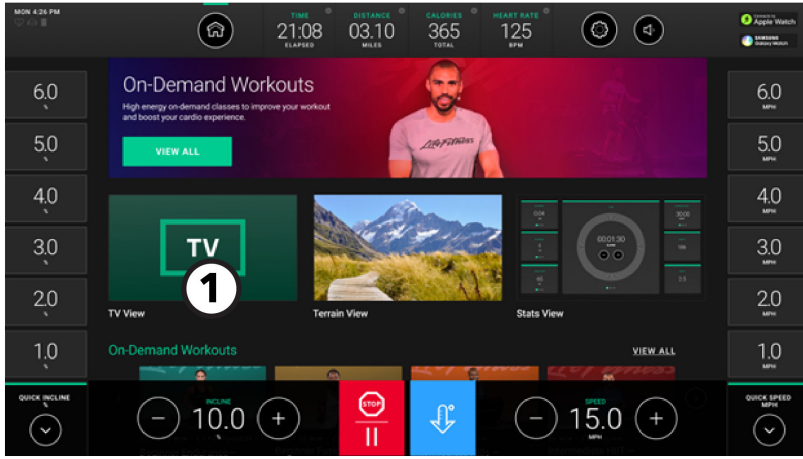 MON 4:26 PM
TIME
21:08
ELAPSED
DISTANCE
03.10
MILES
CALORIES
365
TOTAL
HEART RATE
125
BPM
Apple Watch
SAMSUNG
Galaxy Watch
6.0
%
5.0
%
4.0
%
3.0
%
2.0
%
1.0
%
QUICK INCLINE
%
On-Demand Workouts
High energy on-demand classes to improve your workout
and boost your cardio experience.
VIEW ALL
Life Fitness
TV
1
TV View
Terrain View
00:01:30
Stats View
On-Demand Workouts
VIEW ALL
6.0
MPH
5.0
MPH
4.0
MPH
3.0
MPH
2.0
MPH
1.0
MPH
QUICK SPEED
MPH
INCLINE
10.0
%
STOP
SPEED
15.0
MPH